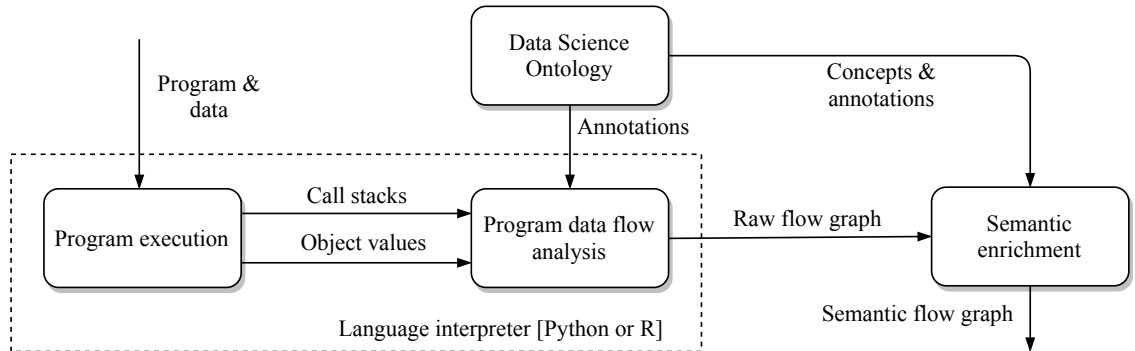 Data Science
Ontology
Program &
data
Concepts &
annotations
Annotations
Call stacks
Program execution
Object values
Program data flow
analysis
Raw flow graph
Semantic
enrichment
Language interpreter [Python or R]
Semantic flow graph